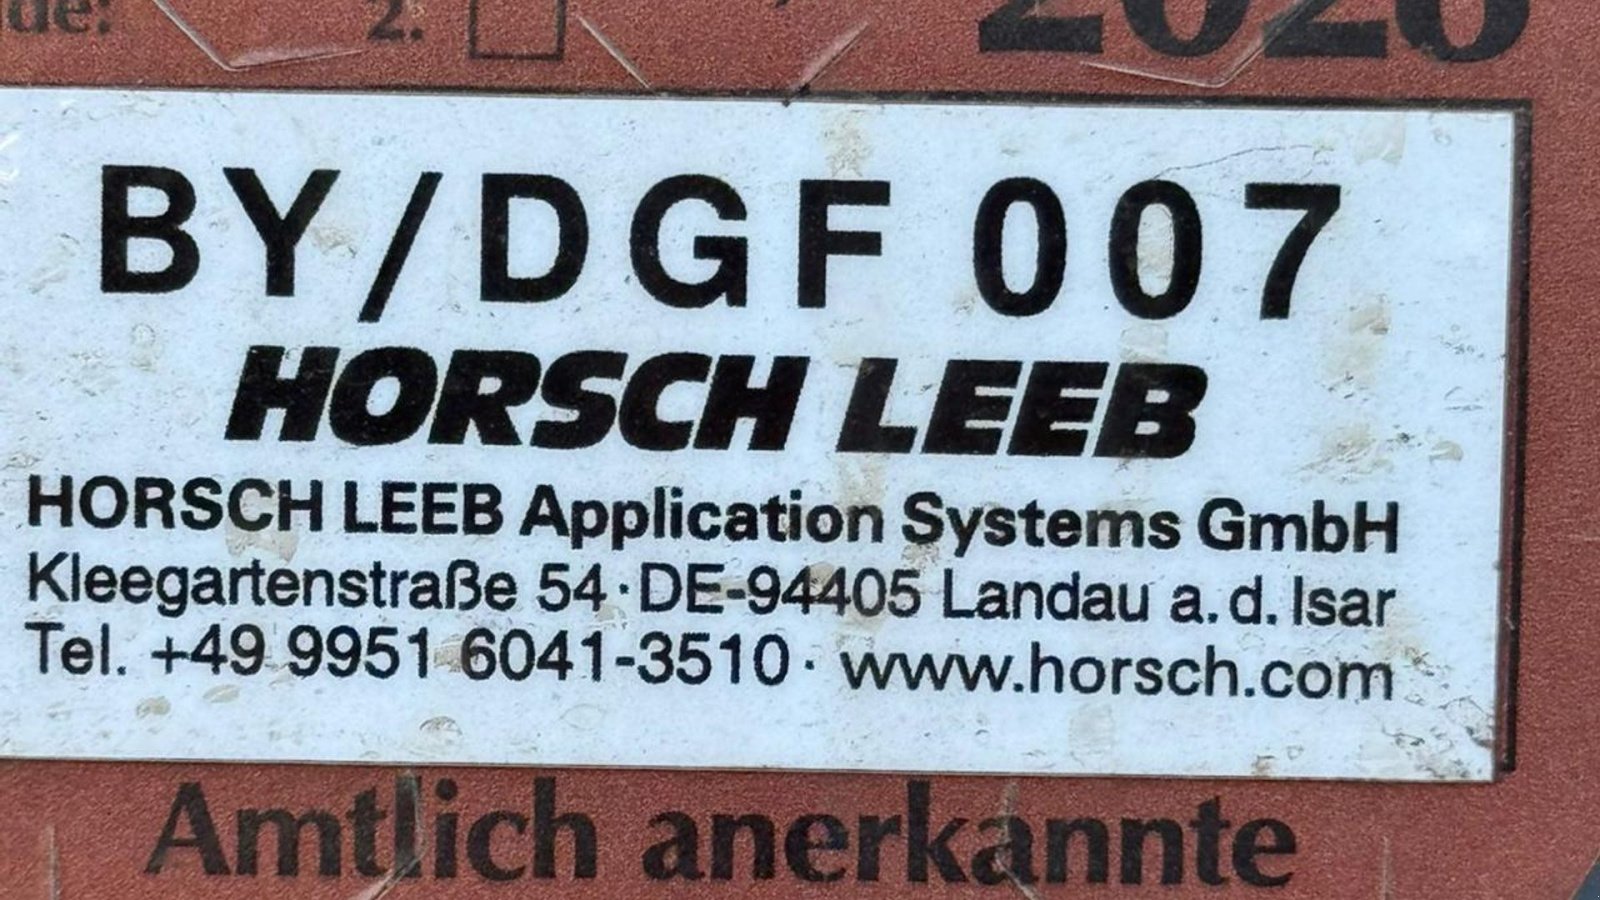 2. 2026
BY/DGF 007
HORSCH LEEB
HORSCH LEEB Application Systems GmbH
Kleegartenstraße 54 · DE-94405 Landau a. d. Isar
Tel. +49 9951 6041-3510 · www.horsch.com
Amtlich anerkannte